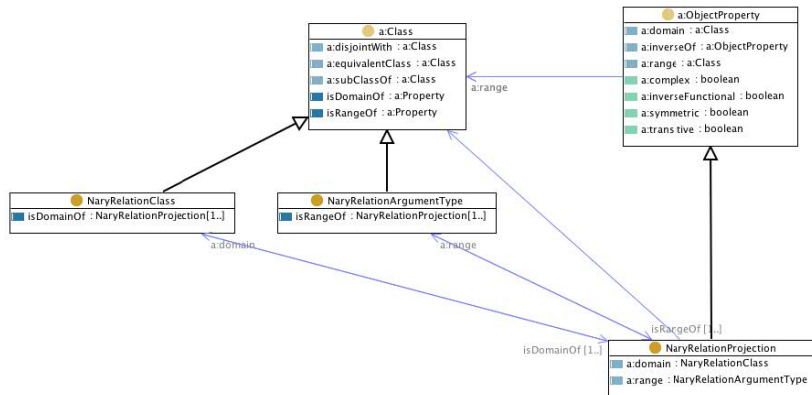 a:Class
a:disjointWith : a:Class
a:equivalentClass : a:Class
a:subClassOf : a:Class
isDomainOf : a:Property
isRangeOf : a:Property
a:ObjectProperty
a:domain : a:Class
a:inverseOf : a:ObjectProperty
a:range : a:Class
a:complex : boolean
a:inverseFunctional : boolean
a:symmetric : boolean
a:transitive : boolean
a:range
NaryRelationClass
isDomainOf : NaryRelationProjection[1..]
NaryRelationArgumentType
isRangeOf : NaryRelationProjection[1..]
a:domain
a:range
isRangeOf [1..]
isDomainOf [1..]
NaryRelationProjection
a:domain : NaryRelationClass
a:range : NaryRelationArgumentType